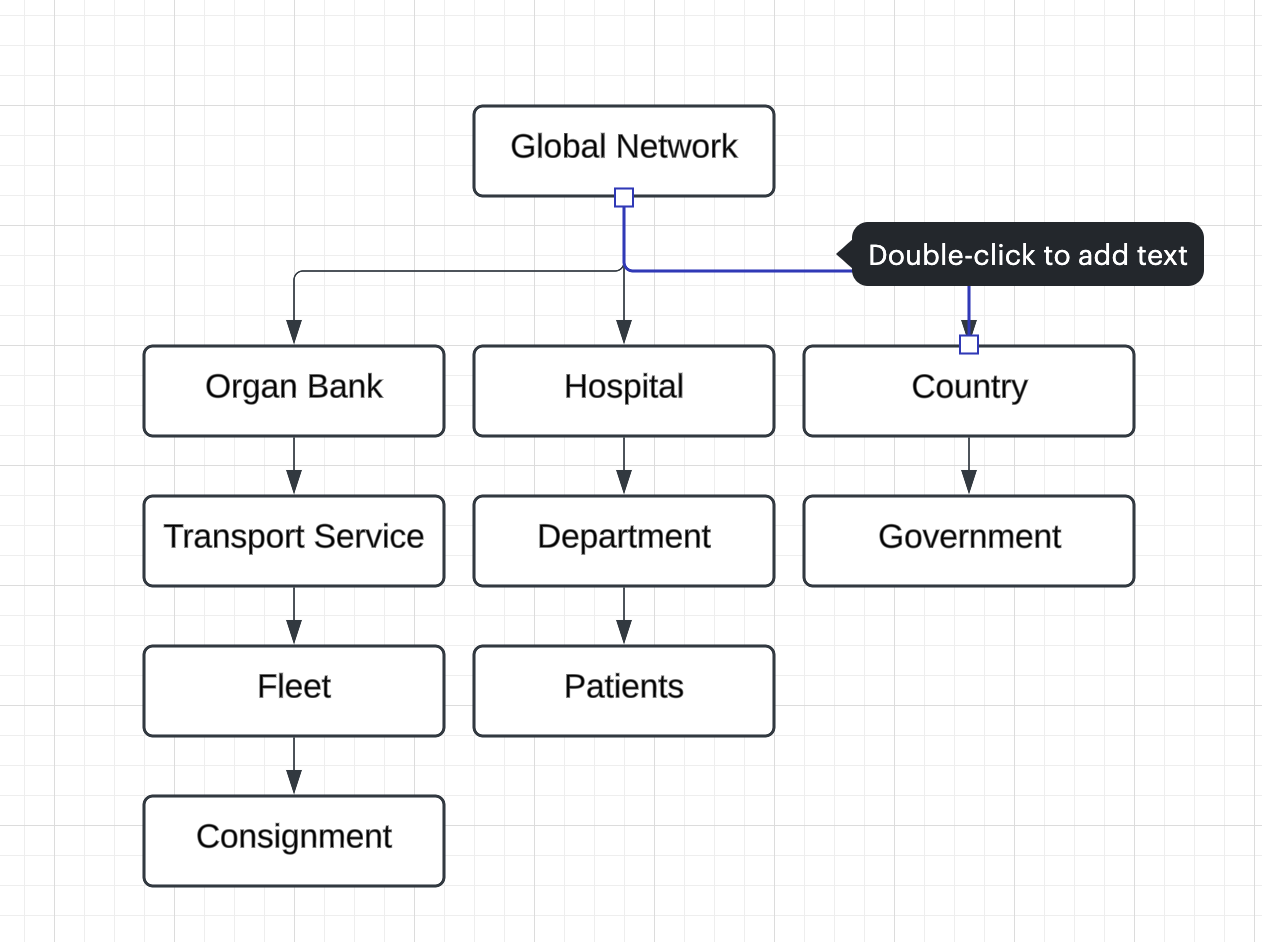 Global Network
Double-click to add text
Organ Bank
Hospital
Country
Transport Service
Department
Government
Fleet
Patients
Consignment